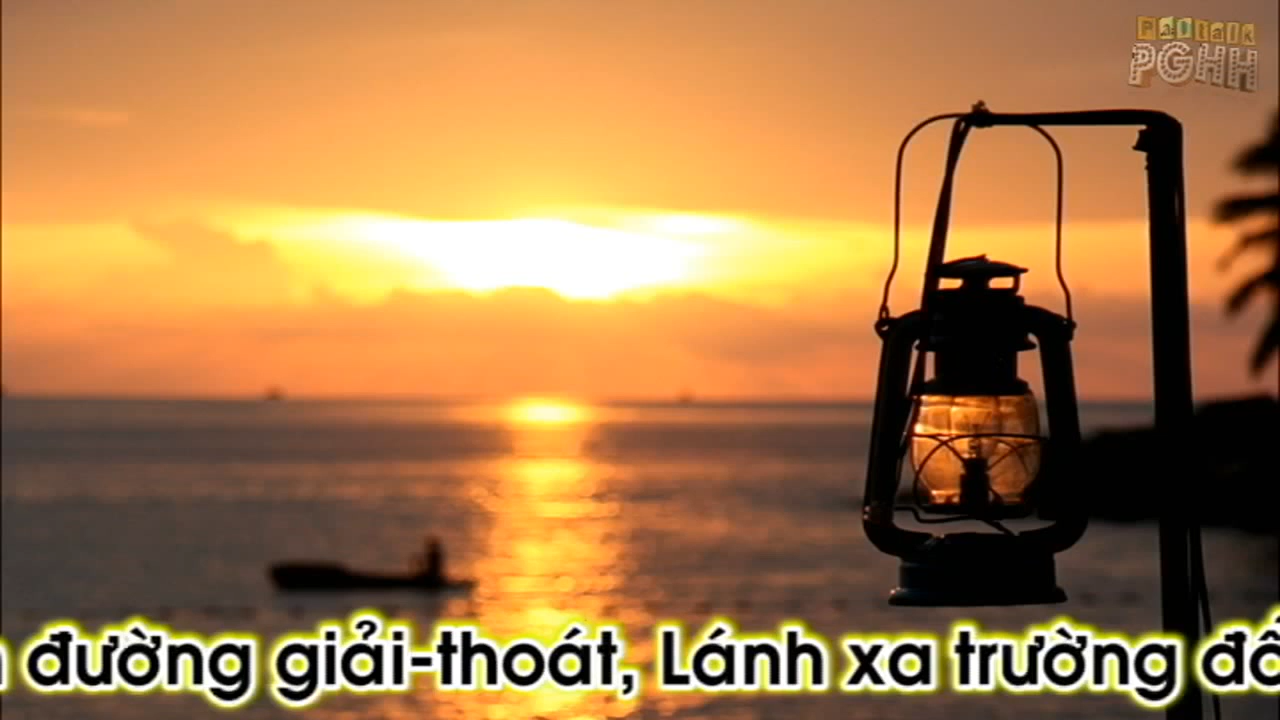 Paltalk
PGHH
đường giải-thoát, Lánh xa trường